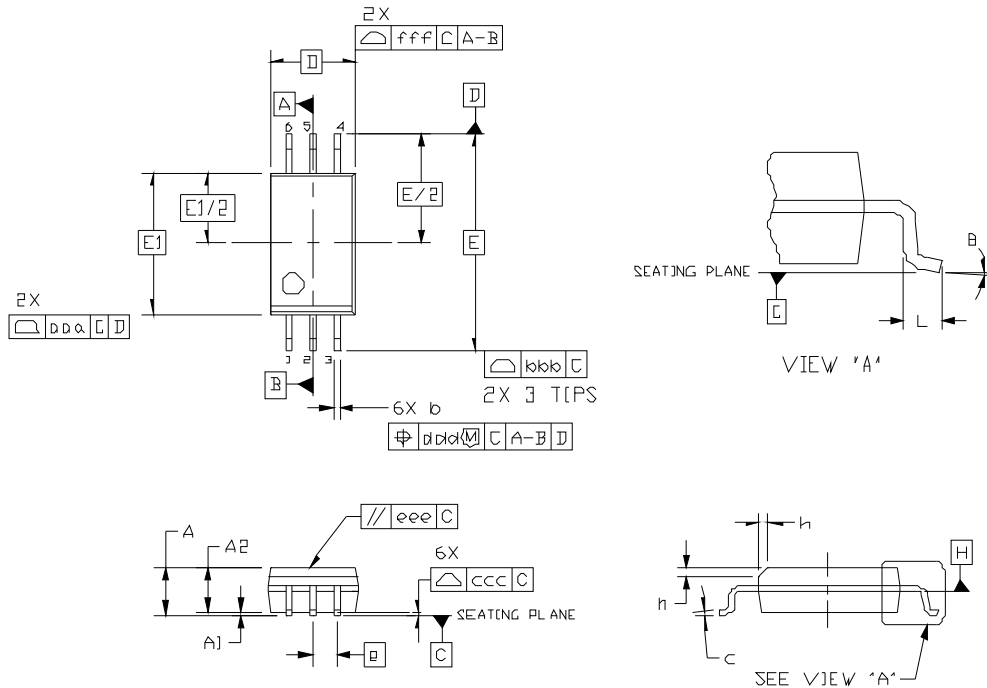 2X
fff C A-B
D
A
D
6 5 4
E1/2
E/2
E1
E
2X
C D
1 2 3
B
bbb C
2X 3 TIPS
6X b
ddd M C A-B D
SEATING PLANE
C
L
VIEW "A"
// eee C
A
A2
6X
ccc C
SEATING PLANE
A1
e
C
h
H
h
c
SEE VIEW "A"